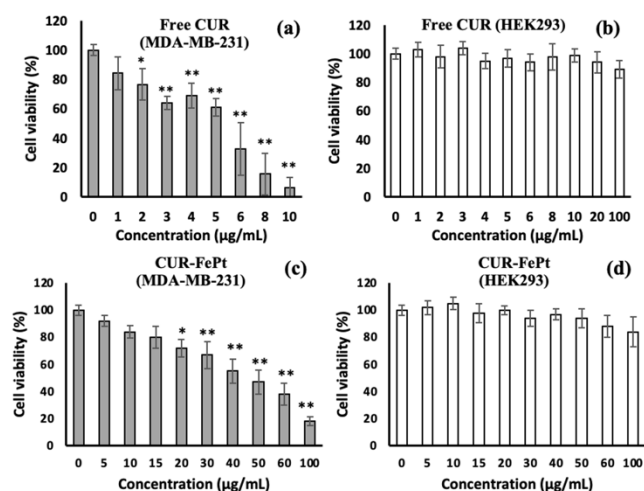 Free CUR
(MDA-MB-231)
(a)
Cell viability (%)
120
100
80
60
40
20
0
* ** ** ** ** ** **
0 1 2 3 4 5 6 8 10
Concentration (µg/mL)
Free CUR (HEK293)
(b)
Cell viability (%)
120
100
80
60
40
20
0
0 1 2 3 4 5 6 8 10 20 100
Concentration (µg/mL)
CUR-FePt
(MDA-MB-231)
(c)
Cell viability (%)
120
100
80
60
40
20
0
* ** ** ** ** **
0 5 10 15 20 30 40 50 60 100
Concentration (µg/mL)
CUR-FePt
(HEK293)
(d)
Cell viability (%)
120
100
80
60
40
20
0
0 5 10 15 20 30 40 50 60 100
Concentration (µg/mL)